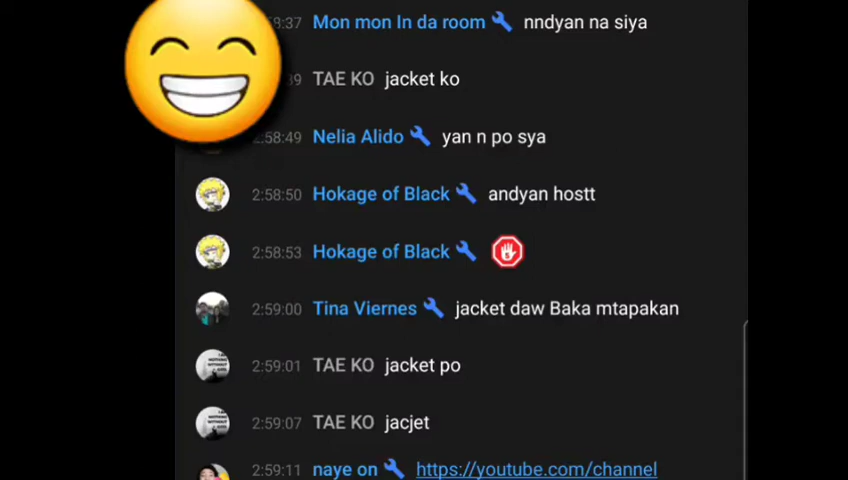 8:37 Mon mon In da room nndyan na siya
39 TAE KO jacket ko
2:58:49 Nelia Alido yan n po sya
2:58:50 Hokage of Black andyan hostt
2:58:53 Hokage of Black
2:59:00 Tina Viernes jacket daw Baka mtapakan
2:59:01 TAE KO jacket po
2:59:07 TAE KO jacjet
2:59:11 naye on https://youtube.com/channel